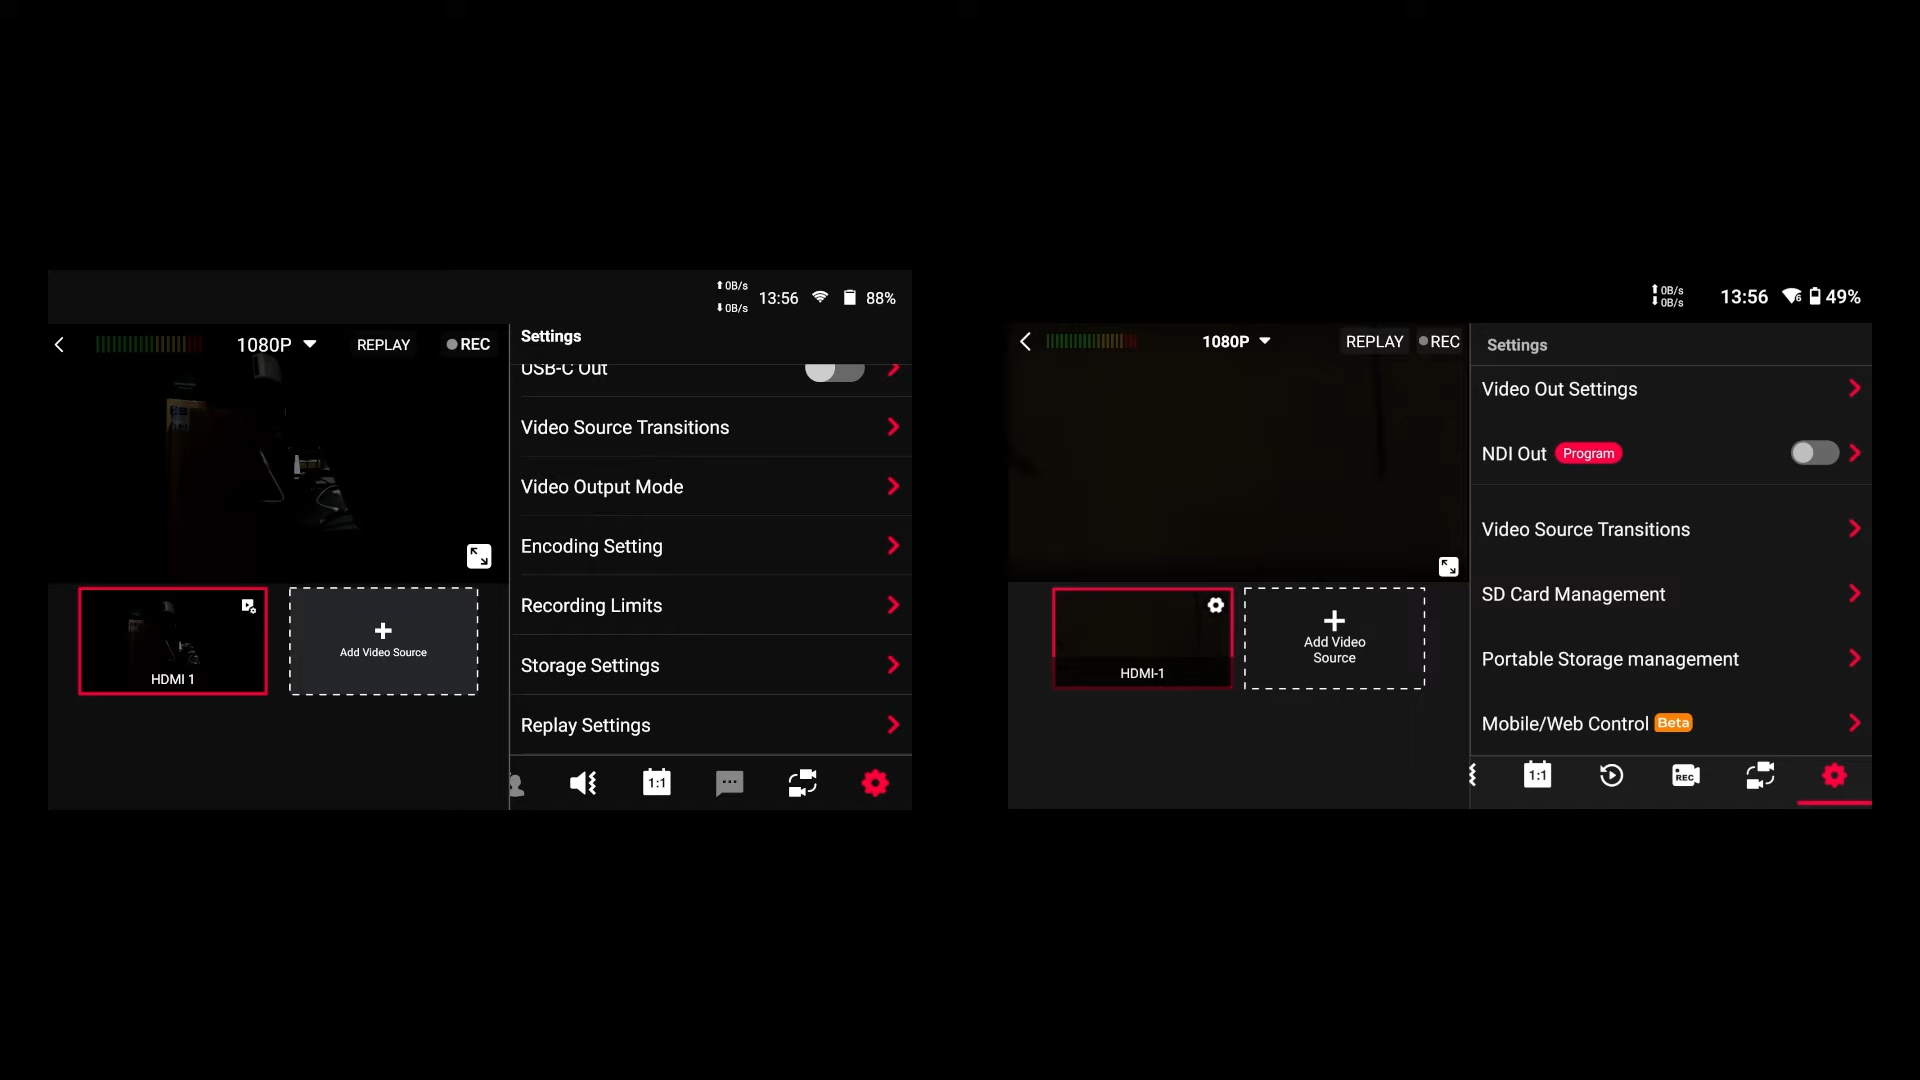 0B/s
0B/s
13:56
88%
1080P
REPLAY
REC
Settings
USB-C Out
Video Source Transitions
Video Output Mode
Encoding Setting
Recording Limits
Storage Settings
Replay Settings
HDMI 1
Add Video Source
1:1
0B/s
0B/s
13:56
6
49%
1080P
REPLAY
REC
Settings
Video Out Settings
NDI Out Program
Video Source Transitions
SD Card Management
Portable Storage management
Mobile/Web Control Beta
HDMI-1
Add Video
Source
1:1
REC